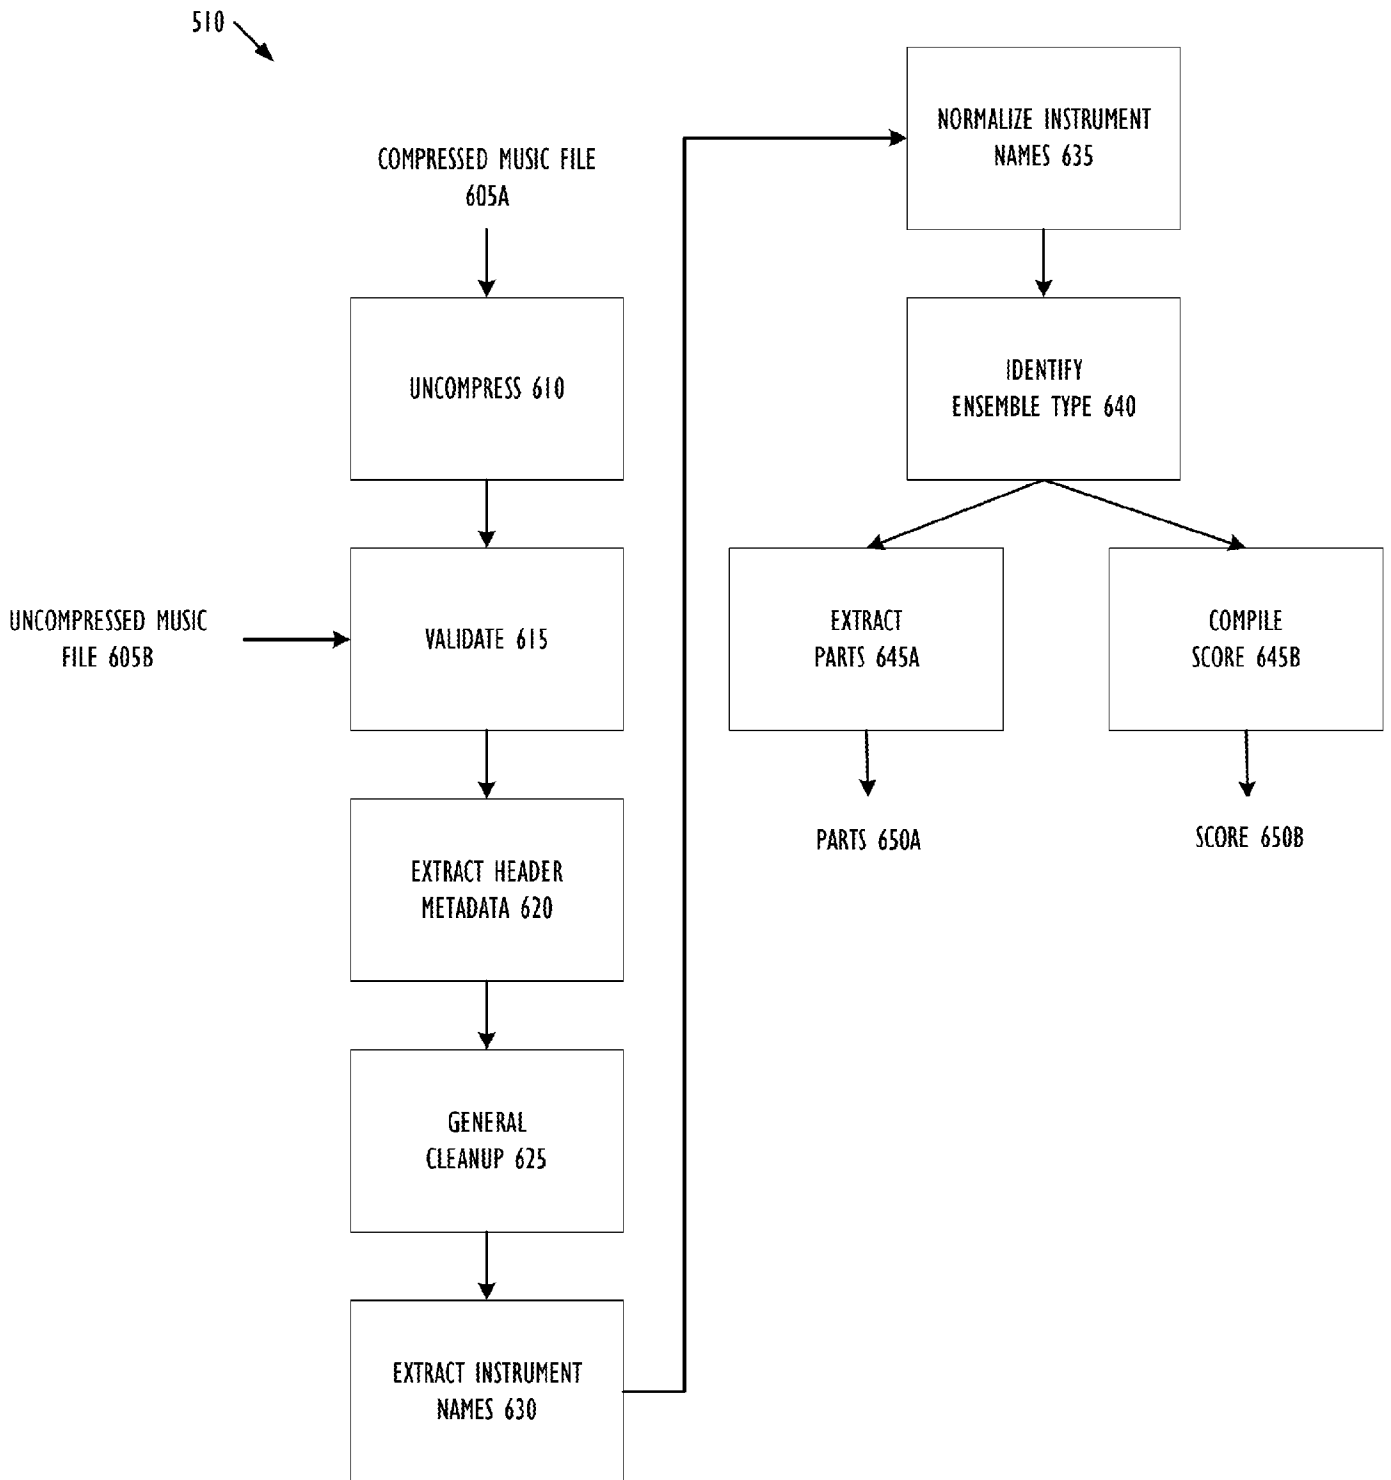 510
COMPRESSED MUSIC FILE
605A
UNCOMPRESS 610
UNCOMPRESSED MUSIC
FILE 605B
VALIDATE 615
EXTRACT HEADER
METADATA 620
GENERAL
CLEANUP 625
EXTRACT INSTRUMENT
NAMES 630
NORMALIZE INSTRUMENT
NAMES 635
IDENTIFY
ENSEMBLE TYPE 640
EXTRACT
PARTS 645A
COMPILE
SCORE 645B
PARTS 650A
SCORE 650B